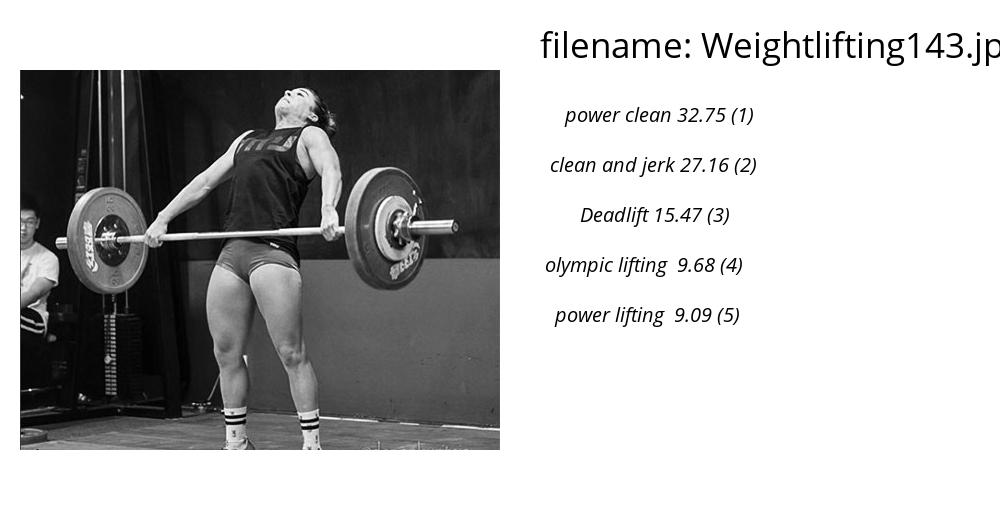 filename: Weightlifting143.jp
power clean 32.75 (1)
clean and jerk 27.16 (2)
Deadlift 15.47 (3)
olympic lifting 9.68 (4)
power lifting 9.09 (5)